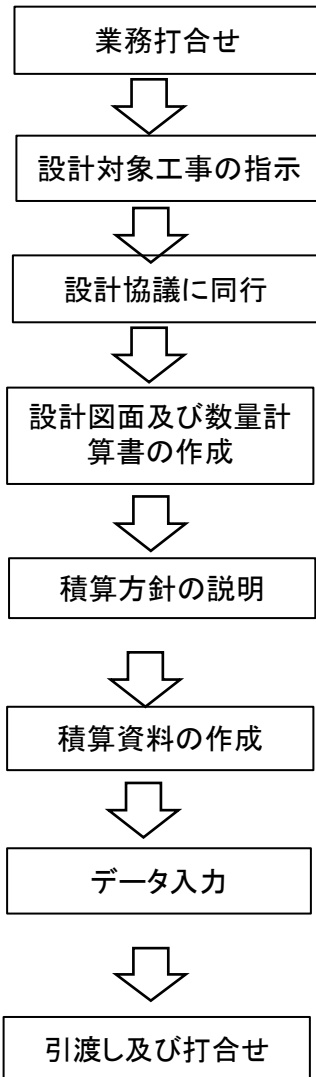 業務打合せ
設計対象工事の指示
設計協議に同行
設計図面及び数量計
算書の作成
積算方針の説明
積算資料の作成
データ入力
引渡し及び打合せ